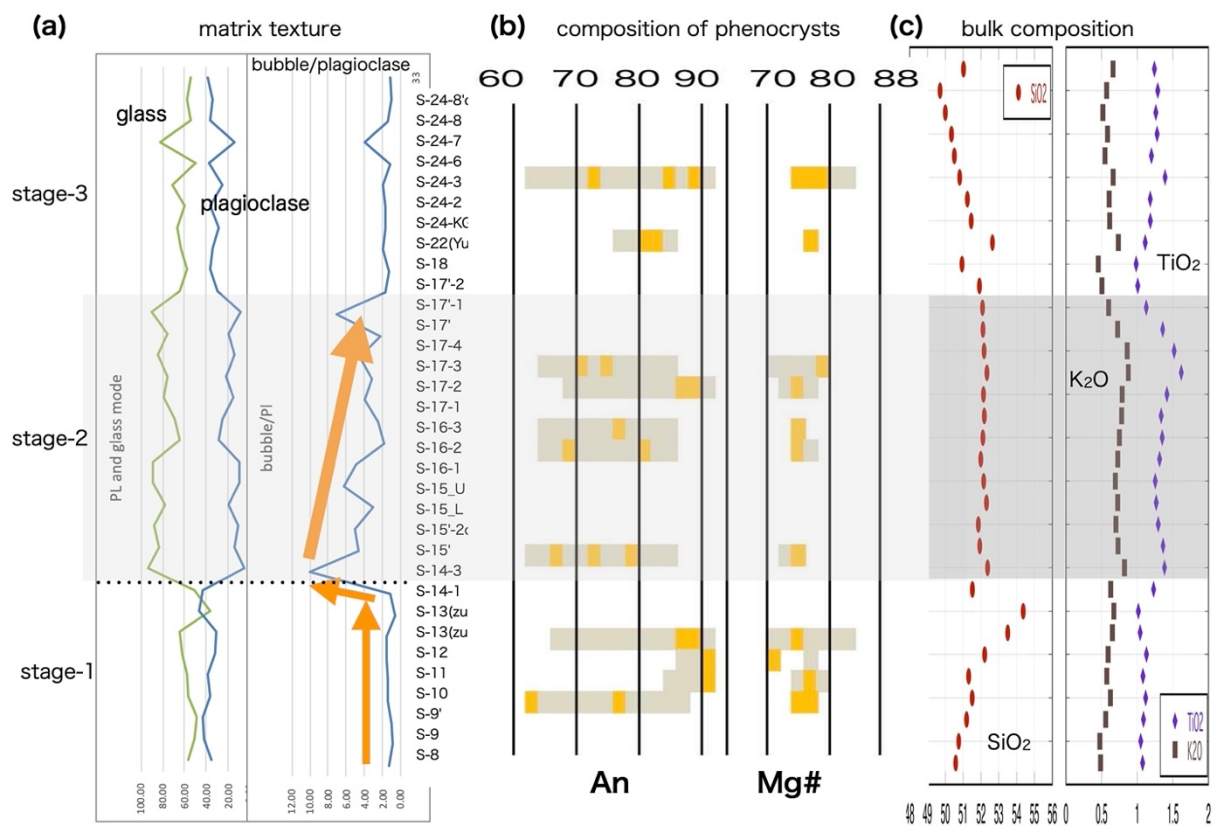 (a)
matrix texture
(b)
composition of phenocrysts
(c)
bulk composition
bubble/plagioclase
33
60 70 80 90 70 80 88
glass
plagioclase
SiO2
stage-3
S-24-8'c
S-24-8
S-24-7
S-24-6
S-24-3
S-24-2
S-24-KC
S-22(Yu
S-18
S-17'-2
TiO₂
S-17'-1
S-17'
S-17-4
S-17-3
S-17-2
S-17-1
S-16-3
S-16-2
S-16-1
S-15_U
S-15_L
S-15'-2c
S-15'
S-14-3
K₂O
stage-2
PL and glass mode
bubble/Pl
S-14-1
S-13(zu
S-13(zu
S-12
S-11
S-10
S-9'
S-9
S-8
stage-1
SiO₂
TiO2
K2O
An
Mg#
100.00 80.00 60.00 40.00 20.00
12.00 10.00 8.00 6.00 4.00 2.00 0.00
48 49 50 51 52 53 54 55 56
0 0.5 1 1.5 2